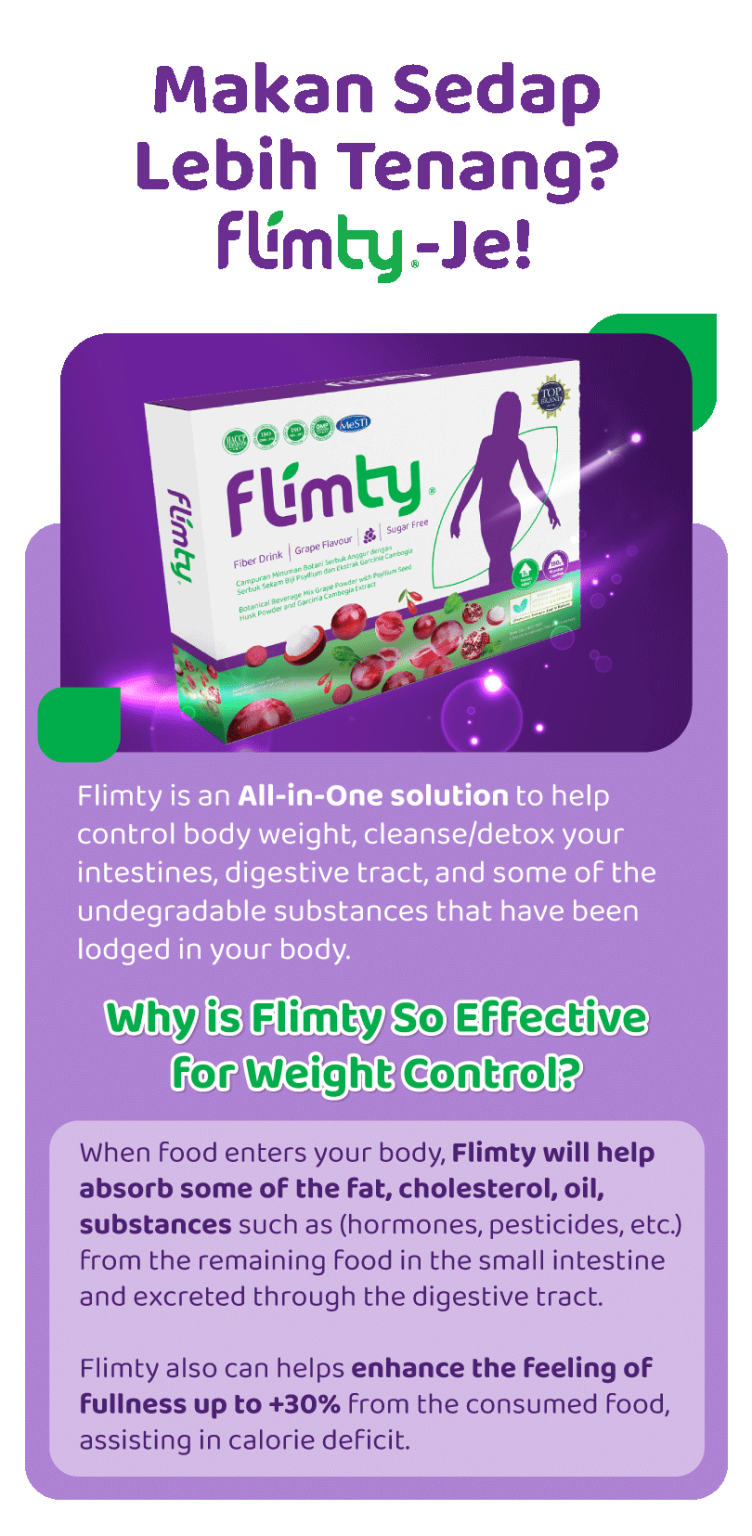 Makan Sedap
Lebih Tenang?
flimty®-Je!
flimty
HACCP
ISO
ISO
GMP
MeSTI
TOP
BRAND
flimty®
flimty®
Fiber Drink | Grape Flavour | Sugar Free
Campuran Minuman Botani Serbuk Anggur dengan
Serbuk Sekam Biji Psyllium dan Ekstrak Garcinia Cambogia
Botanical Beverage Mix Grape Powder with Psyllium Seed
Husk Powder and Garcinia Cambogia Extract
Flimty is an All-in-One solution to help
control body weight, cleanse/detox your
intestines, digestive tract, and some of the
undegradable substances that have been
lodged in your body.
Why is Flimty So Effective
for Weight Control?
When food enters your body, Flimty will help
absorb some of the fat, cholesterol, oil,
substances such as (hormones, pesticides, etc.)
from the remaining food in the small intestine
and excreted through the digestive tract.
Flimty also can helps enhance the feeling of
fullness up to +30% from the consumed food,
assisting in calorie deficit.